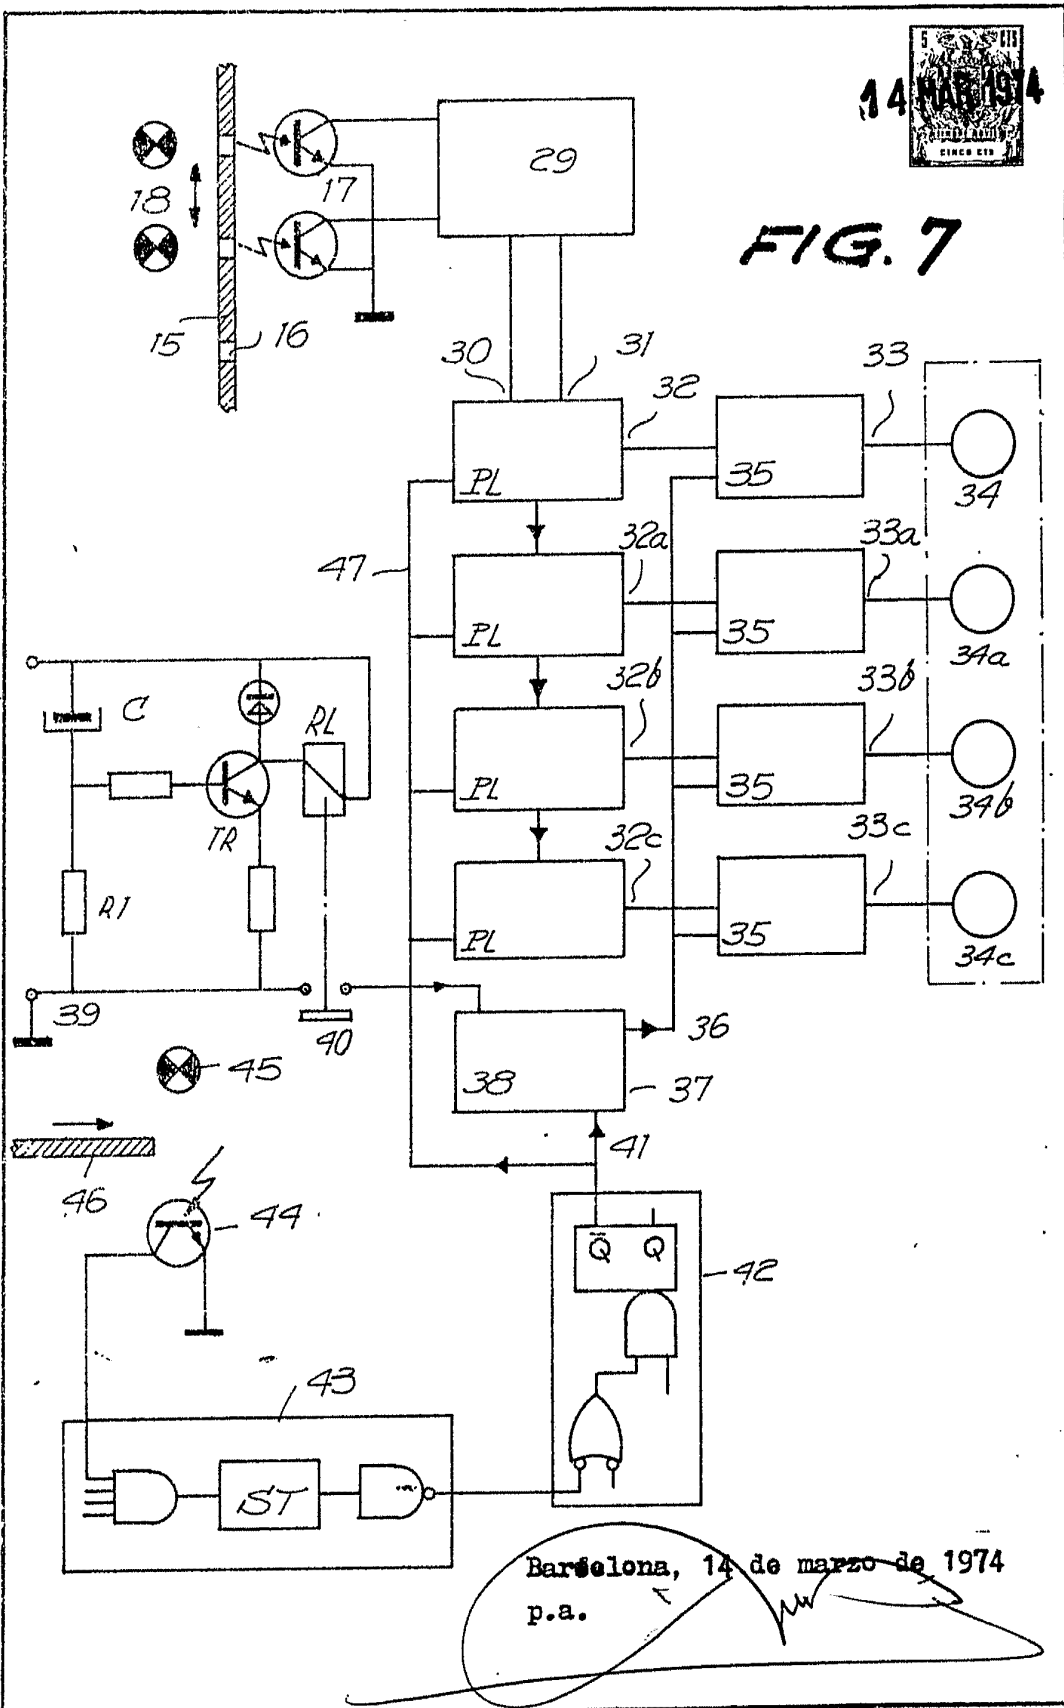 5 CTS
14 MAR 1974
CINCO CTS
FIG. 7
29
17
18
15
16
30
31
32
33
PL
35
34
47
32a
33a
PL
35
34a
32b
33b
PL
35
34b
32c
33c
PL
35
34c
C
RL
TR
R1
39
40
36
38
37
45
41
46
44
Q̅ Q
42
43
ST
Barcelona, 14 de marzo de 1974
p.a.